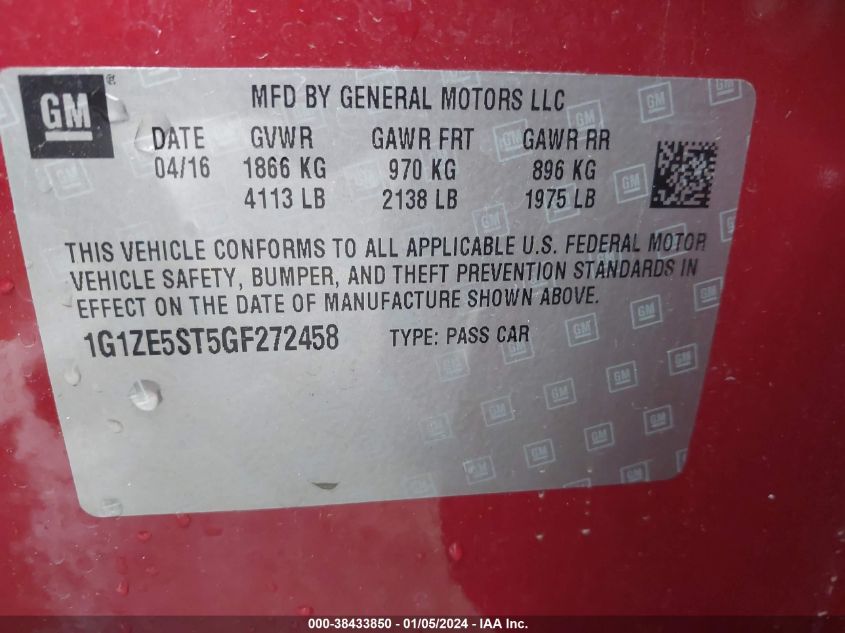 GM
®
MFD BY GENERAL MOTORS LLC
DATE GVWR GAWR FRT GAWR RR
04/16 1866 KG 970 KG 896 KG
4113 LB 2138 LB 1975 LB
THIS VEHICLE CONFORMS TO ALL APPLICABLE U.S. FEDERAL MOTOR
VEHICLE SAFETY, BUMPER, AND THEFT PREVENTION STANDARDS IN
EFFECT ON THE DATE OF MANUFACTURE SHOWN ABOVE.
1G1ZE5ST5GF272458 TYPE: PASS CAR
000-38433850 - 01/05/2024 - IAA Inc.